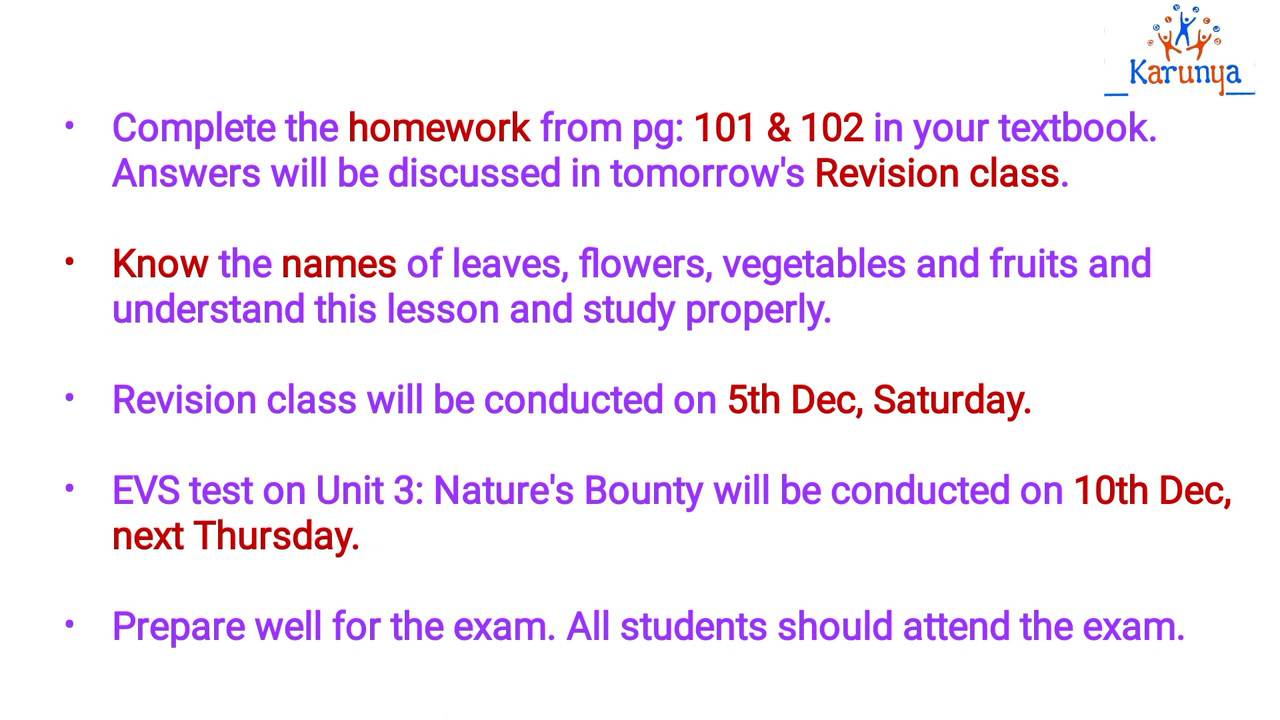 Karunya
• Complete the homework from pg: 101 & 102 in your textbook.
Answers will be discussed in tomorrow's Revision class.
• Know the names of leaves, flowers, vegetables and fruits and
understand this lesson and study properly.
• Revision class will be conducted on 5th Dec, Saturday.
• EVS test on Unit 3: Nature's Bounty will be conducted on 10th Dec,
next Thursday.
• Prepare well for the exam. All students should attend the exam.